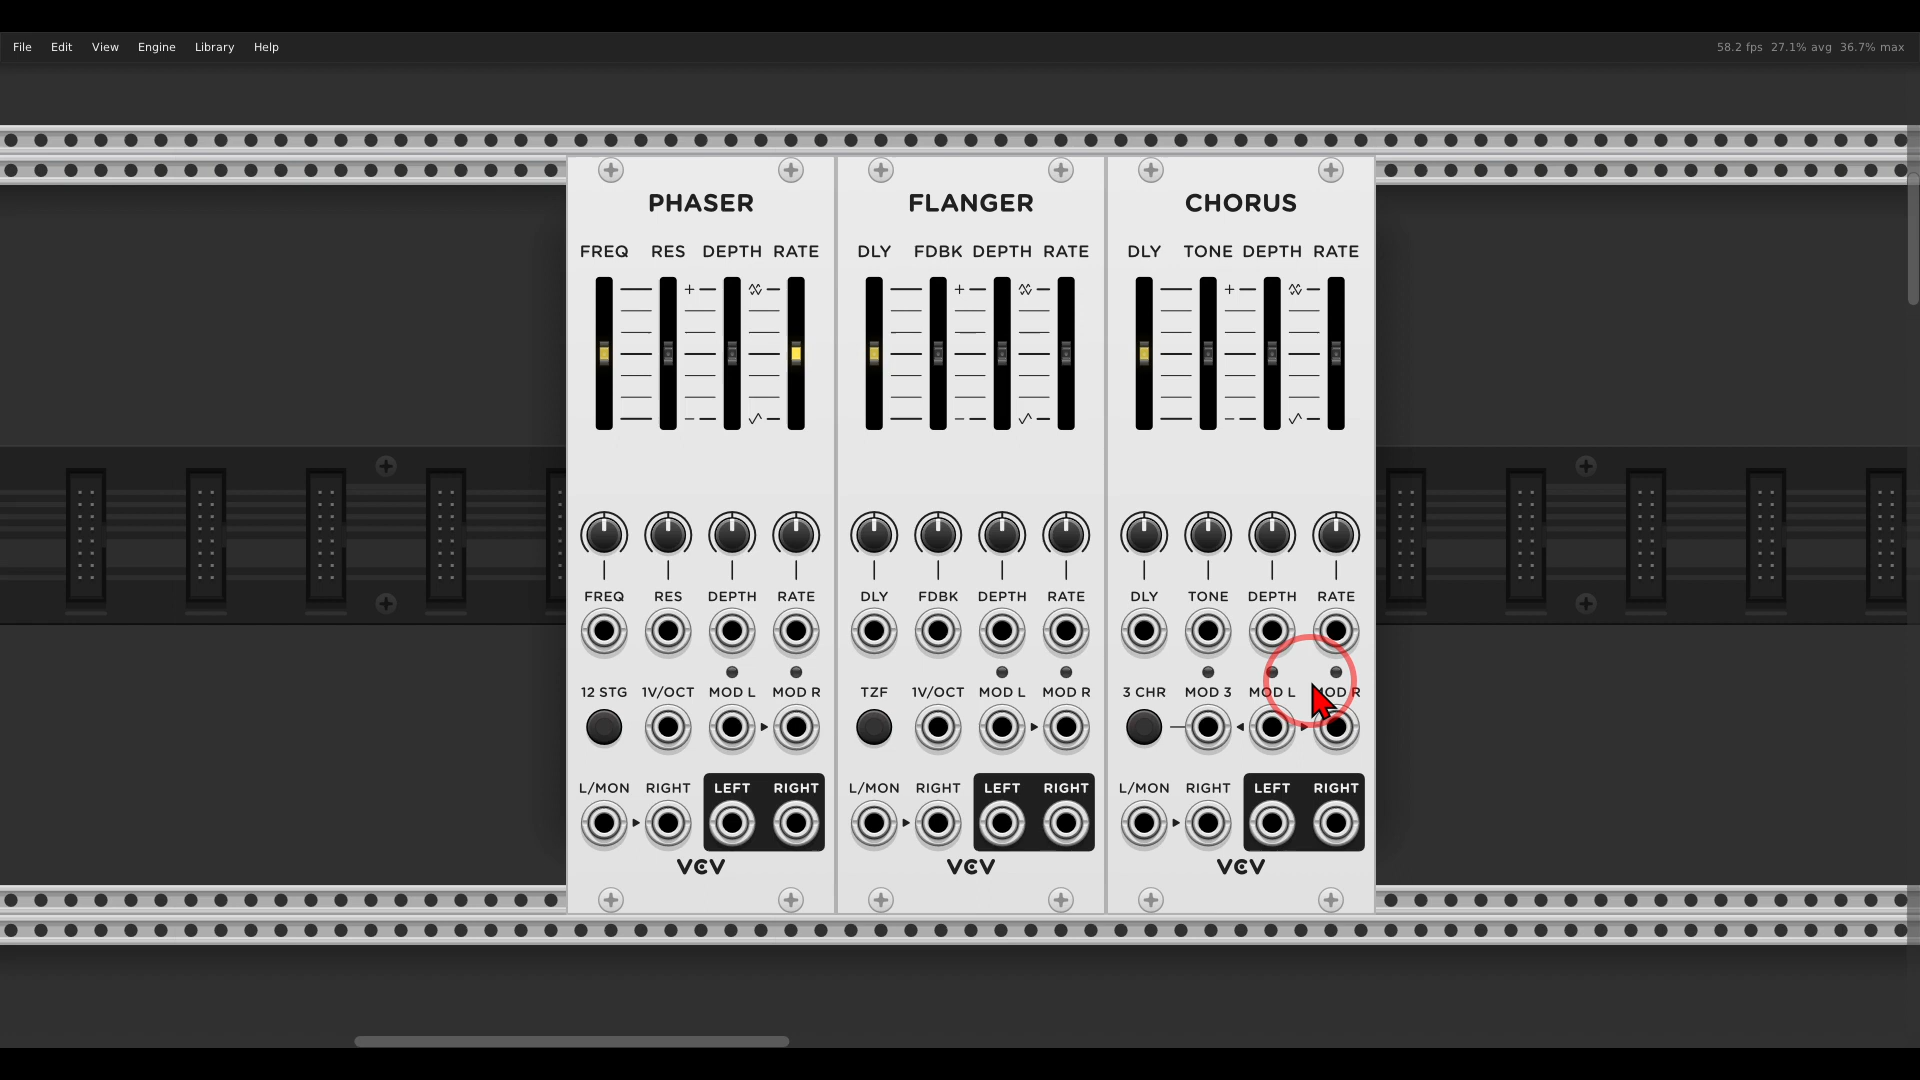 File Edit View Engine Library Help 58.2 fps 27.1% avg 36.7% max
PHASER FLANGER CHORUS
FREQ RES DEPTH RATE DLY FDBK DEPTH RATE DLY TONE DEPTH RATE
+ + +
- - -
FREQ RES DEPTH RATE DLY FDBK DEPTH RATE DLY TONE DEPTH RATE
12 STG 1V/OCT MOD L MOD R TZF 1V/OCT MOD L MOD R 3 CHR MOD 3 MOD L MOD R
L/MON RIGHT LEFT RIGHT L/MON RIGHT LEFT RIGHT L/MON RIGHT LEFT RIGHT
VCV VCV VCV